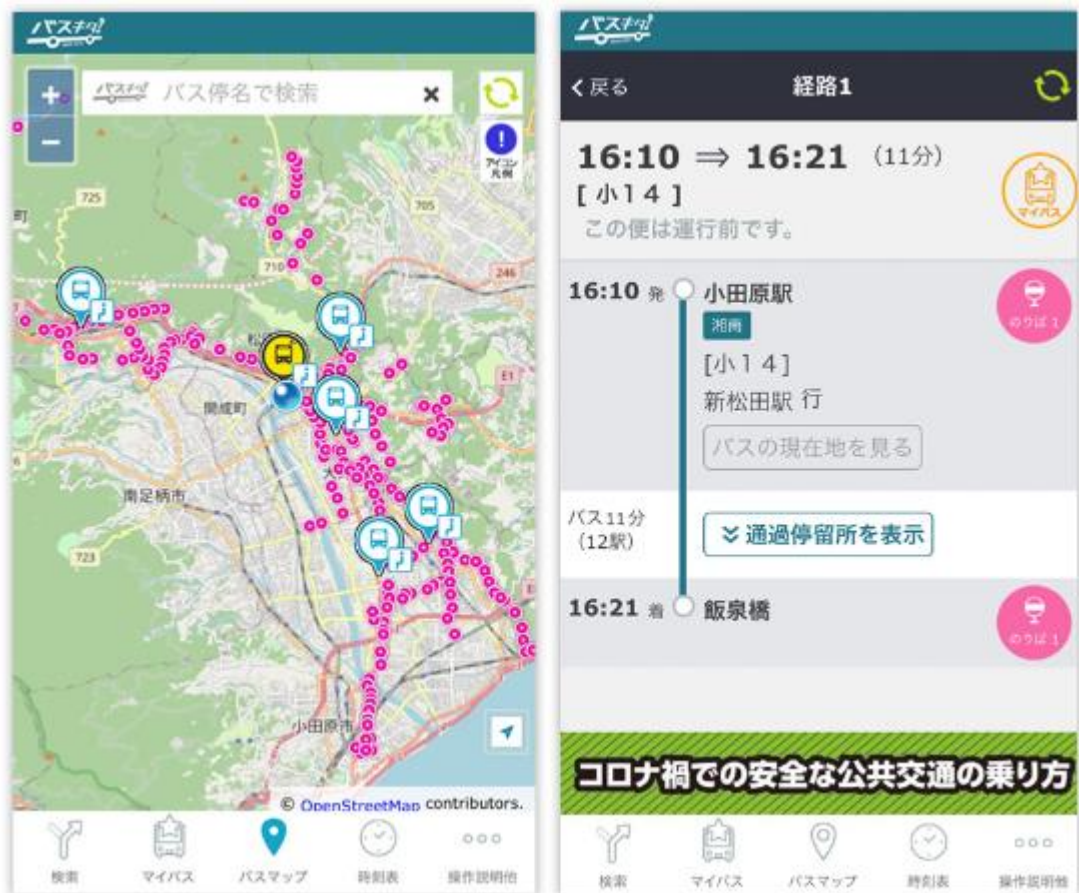 バスキタ!
バス停名で検索
アイコン
凡例
725
705
町
710
246
松
E1
開成町
大
南足柄市
723
小田原市
© OpenStreetMap contributors.
検索
マイバス
バスマップ
時刻表
操作説明他
バスキタ!
戻る
経路1
16:10 ⇒ 16:21 (11分)
[ 小14 ]
マイバス
この便は運行前です。
16:10 発
小田原駅
のりば 1
湘南
[小14]
新松田駅 行
バスの現在地を見る
バス11分
(12駅)
通過停留所を表示
16:21 着
飯泉橋
のりば 1
コロナ禍での安全な公共交通の乗り方
検索
マイバス
バスマップ
時刻表
操作説明他